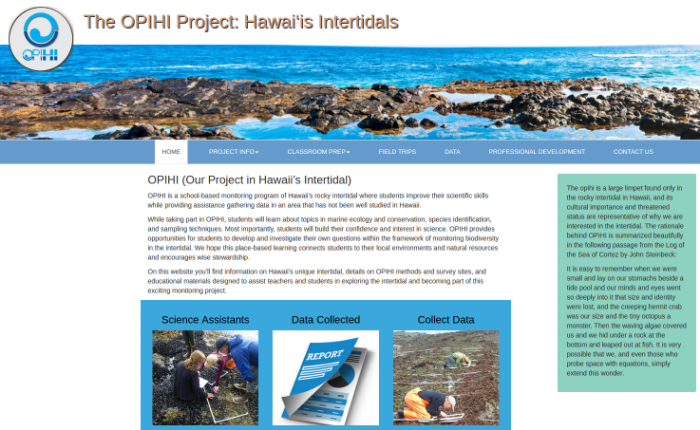 OPIHI
The OPIHI Project: Hawai'is Intertidals
HOME PROJECT INFO CLASSROOM PREP FIELD TRIPS DATA PROFESSIONAL DEVELOPMENT CONTACT US
OPIHI (Our Project in Hawai'i's Intertidal)
OPIHI is a school-based monitoring program of Hawaii's rocky intertidal where students improve their scientific skills
while providing assistance gathering data in an area that has not been well studied in Hawaii.
While taking part in OPIHI, students will learn about topics in marine ecology and conservation, species identification,
and sampling techniques. Most importantly, students will build their confidence and interest in science. OPIHI provides
opportunities for students to develop and investigate their own questions within the framework of monitoring biodiversity
in the intertidal. We hope this place-based learning connects students to their local environments and natural resources
and encourages wise stewardship.
On this website you'll find information on Hawaii's unique intertidal, details on OPIHI methods and survey sites, and
educational materials designed to assist teachers and students in exploring the intertidal and becoming part of this
exciting monitoring project.
Science Assistants
Data Collected
REPORT
Collect Data
The opihi is a large limpet found only in
the rocky intertidal in Hawaii, and its
cultural importance and threatened
status are representative of why we are
interested in the intertidal. The rationale
behind OPIHI is summarized beautifully
in the following passage from the Log of
the Sea of Cortez by John Steinbeck:
It is easy to remember when we were
small and lay on our stomachs beside a
tide pool and our minds and eyes went
so deeply into it that size and identity
were lost, and the creeping hermit crab
was our size and the tiny octopus a
monster. Then the waving algae covered
us and we hid under a rock at the
bottom and leaped out at fish. It is very
possible that we, and even those who
probe space with equations, simply
extend this wonder.